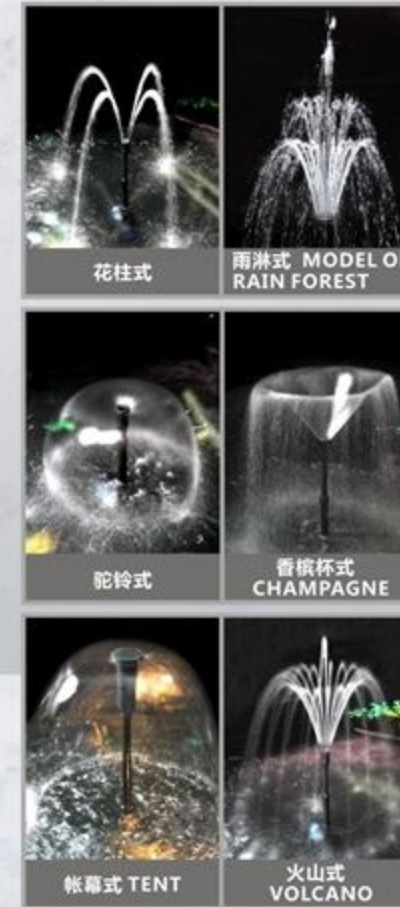 花柱式
雨淋式 MODEL O
RAIN FOREST
驼铃式
香槟杯式
CHAMPAGNE
帐幕式 TENT
火山式
VOLCANO